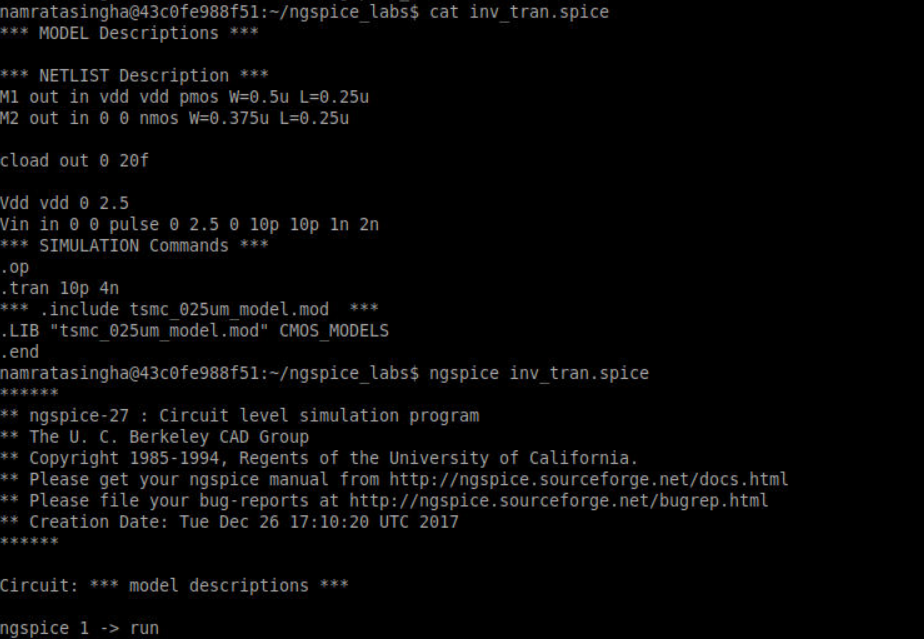 namratasingha@43c0fe988f51:~/ngspice_labs$ cat inv_tran.spice
*** MODEL Descriptions ***
*** NETLIST Description ***
M1 out in vdd vdd pmos W=0.5u L=0.25u
M2 out in 0 0 nmos W=0.375u L=0.25u
cload out 0 20f
Vdd vdd 0 2.5
Vin in 0 0 pulse 0 2.5 0 10p 10p 1n 2n
*** SIMULATION Commands ***
.op
.tran 10p 4n
*** .include tsmc_025um_model.mod  ***
.LIB "tsmc_025um_model.mod" CMOS_MODELS
.end
namratasingha@43c0fe988f51:~/ngspice_labs$ ngspice inv_tran.spice
******
** ngspice-27 : Circuit level simulation program
** The U. C. Berkeley CAD Group
** Copyright 1985-1994, Regents of the University of California.
** Please get your ngspice manual from http://ngspice.sourceforge.net/docs.html
** Please file your bug-reports at http://ngspice.sourceforge.net/bugrep.html
** Creation Date: Tue Dec 26 17:10:20 UTC 2017
******
Circuit: *** model descriptions ***
ngspice 1 -> run